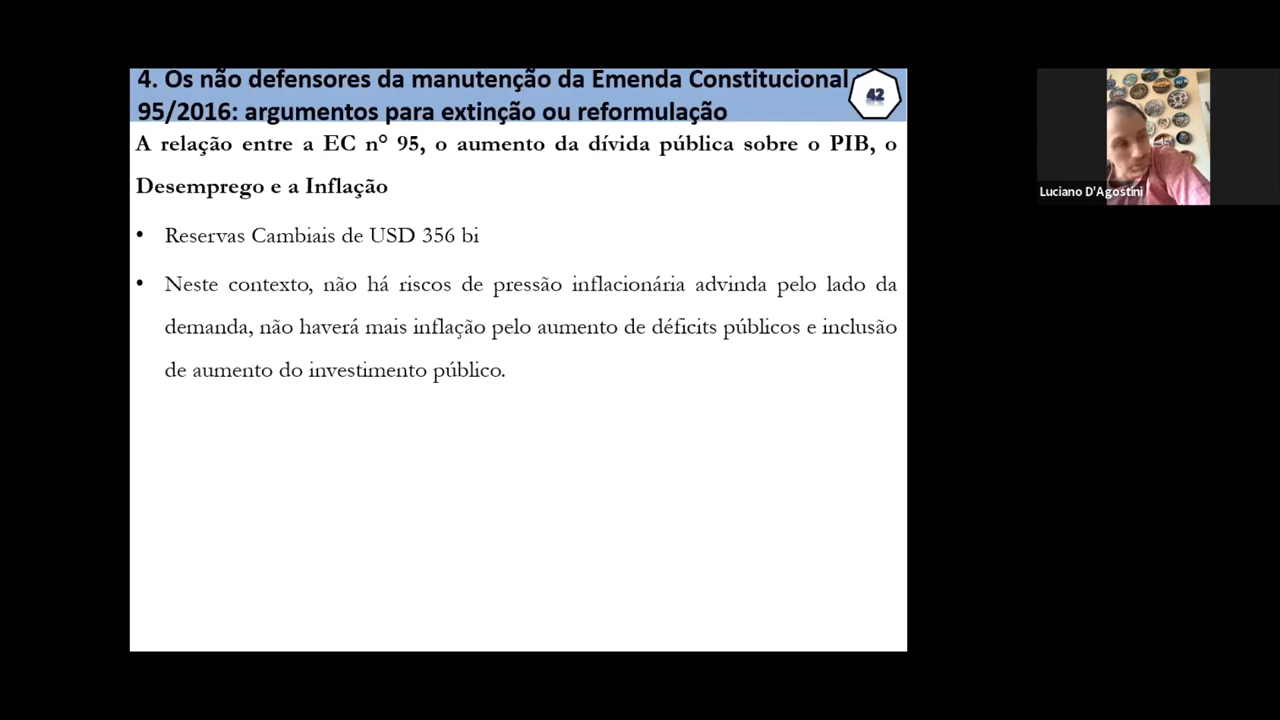 4. Os não defensores da manutenção da Emenda Constitucional
95/2016: argumentos para extinção ou reformulação
42
A relação entre a EC n° 95, o aumento da dívida pública sobre o PIB, o
Desemprego e a Inflação
• Reservas Cambiais de USD 356 bi
• Neste contexto, não há riscos de pressão inflacionária advinda pelo lado da
demanda, não haverá mais inflação pelo aumento de déficits públicos e inclusão
de aumento do investimento público.
Luciano D'Agostini